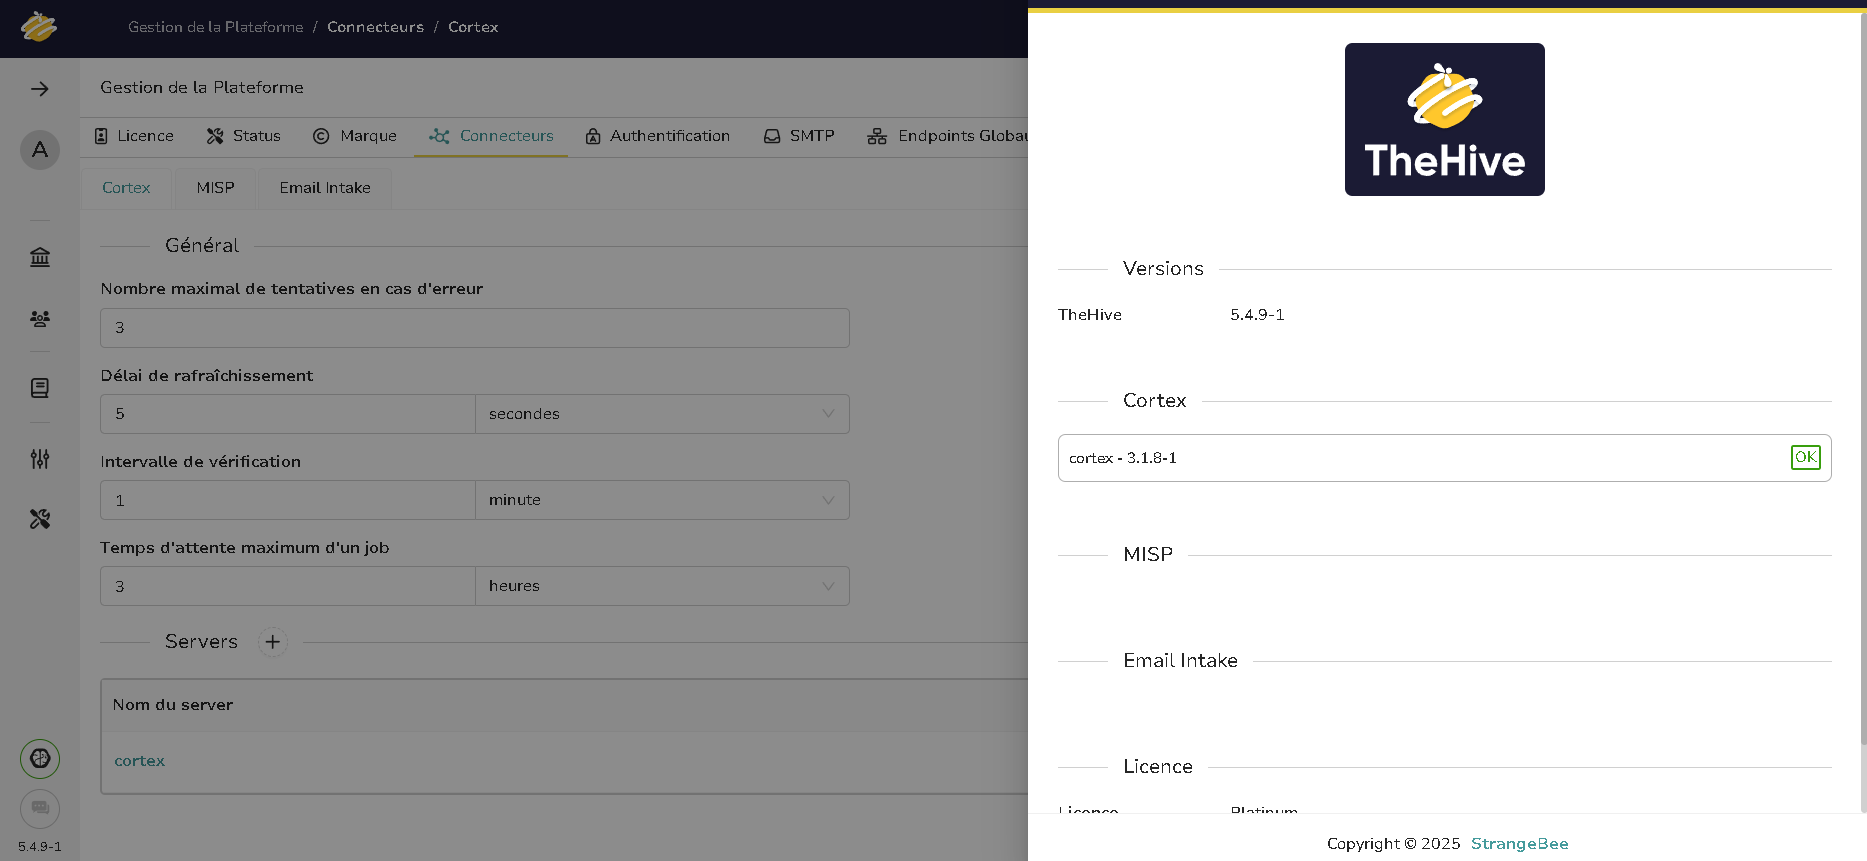 Gestion de la Plateforme / Connecteurs / Cortex
Gestion de la Plateforme
Licence Status Marque Connecteurs Authentification SMTP Endpoints Globau
A
Cortex MISP Email Intake
Général
Nombre maximal de tentatives en cas d'erreur
3
Délai de rafraîchissement
5 secondes
Intervalle de vérification
1 minute
Temps d'attente maximum d'un job
3 heures
Servers +
Nom du server
cortex
5.4.9-1
TheHive
Versions
TheHive 5.4.9-1
Cortex
cortex - 3.1.8-1 OK
MISP
Email Intake
Licence
Licence Platinum
Copyright © 2025 StrangeBee